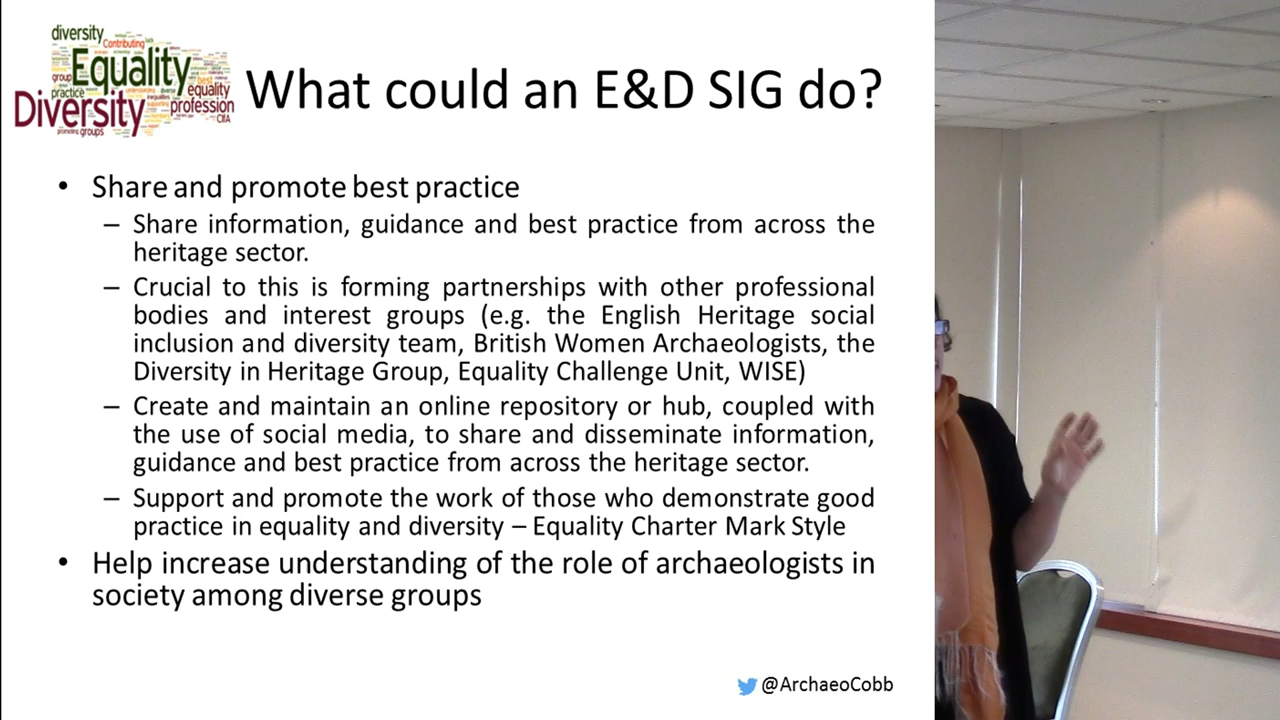 diversity
Contributing
Equality
group
practice
best
equality
Diversity
profession
CIfA
promoting groups
What could an E&D SIG do?
• Share and promote best practice
– Share information, guidance and best practice from across the
heritage sector.
– Crucial to this is forming partnerships with other professional
bodies and interest groups (e.g. the English Heritage social
inclusion and diversity team, British Women Archaeologists, the
Diversity in Heritage Group, Equality Challenge Unit, WISE)
– Create and maintain an online repository or hub, coupled with
the use of social media, to share and disseminate information,
guidance and best practice from across the heritage sector.
– Support and promote the work of those who demonstrate good
practice in equality and diversity – Equality Charter Mark Style
• Help increase understanding of the role of archaeologists in
society among diverse groups
@ArchaeoCobb